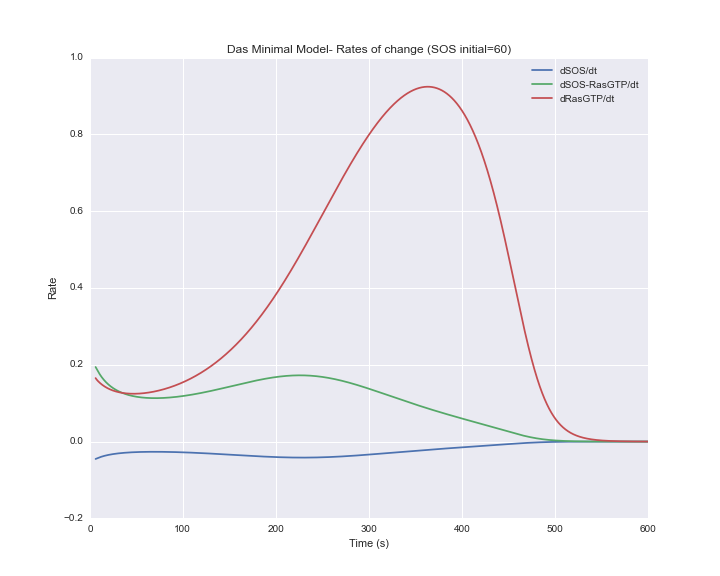 Das Minimal Model- Rates of change (SOS initial=60)
1.0
dSOS/dt
dSOS-RasGTP/dt
dRasGTP/dt
0.8
0.6
Rate
0.4
0.2
0.0
−0.2
0 100 200 300 400 500 600
Time (s)